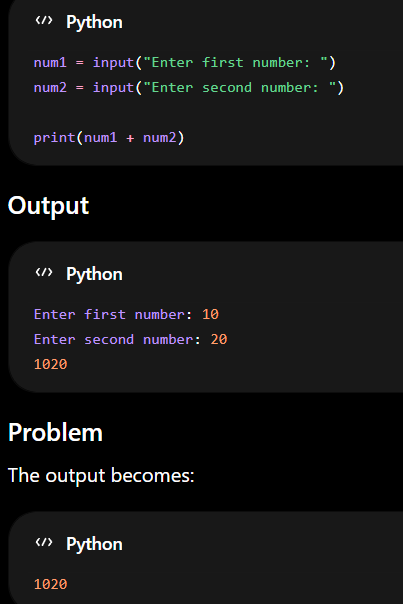 Python
num1 = input("Enter first number: ")
num2 = input("Enter second number: ")
print(num1 + num2)
Output
Python
Enter first number: 10
Enter second number: 20
1020
Problem
The output becomes:
Python
1020